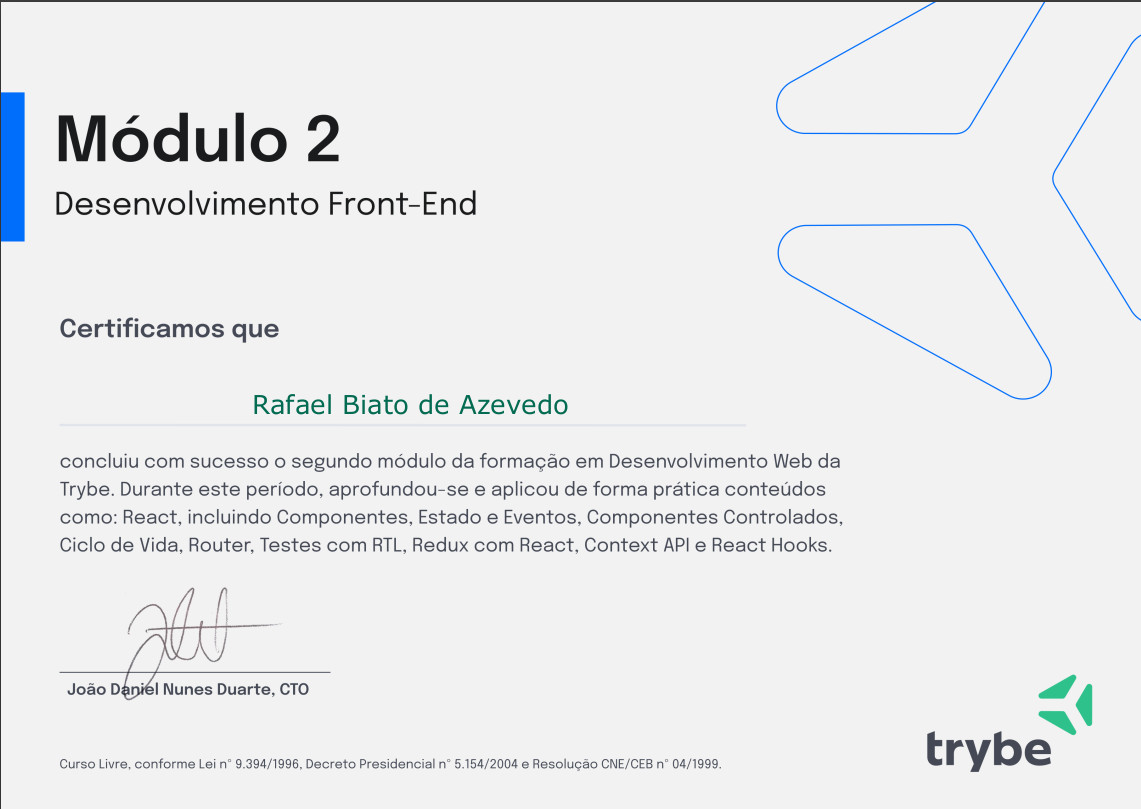 Módulo 2
Desenvolvimento Front-End
Certificamos que
Rafael Biato de Azevedo
concluiu com sucesso o segundo módulo da formação em Desenvolvimento Web da
Trybe. Durante este período, aprofundou-se e aplicou de forma prática conteúdos
como: React, incluindo Componentes, Estado e Eventos, Componentes Controlados,
Ciclo de Vida, Router, Testes com RTL, Redux com React, Context API e React Hooks.
João Daniel Nunes Duarte, CTO
trybe
Curso Livre, conforme Lei n° 9.394/1996, Decreto Presidencial n° 5.154/2004 e Resolução CNE/CEB n° 04/1999.